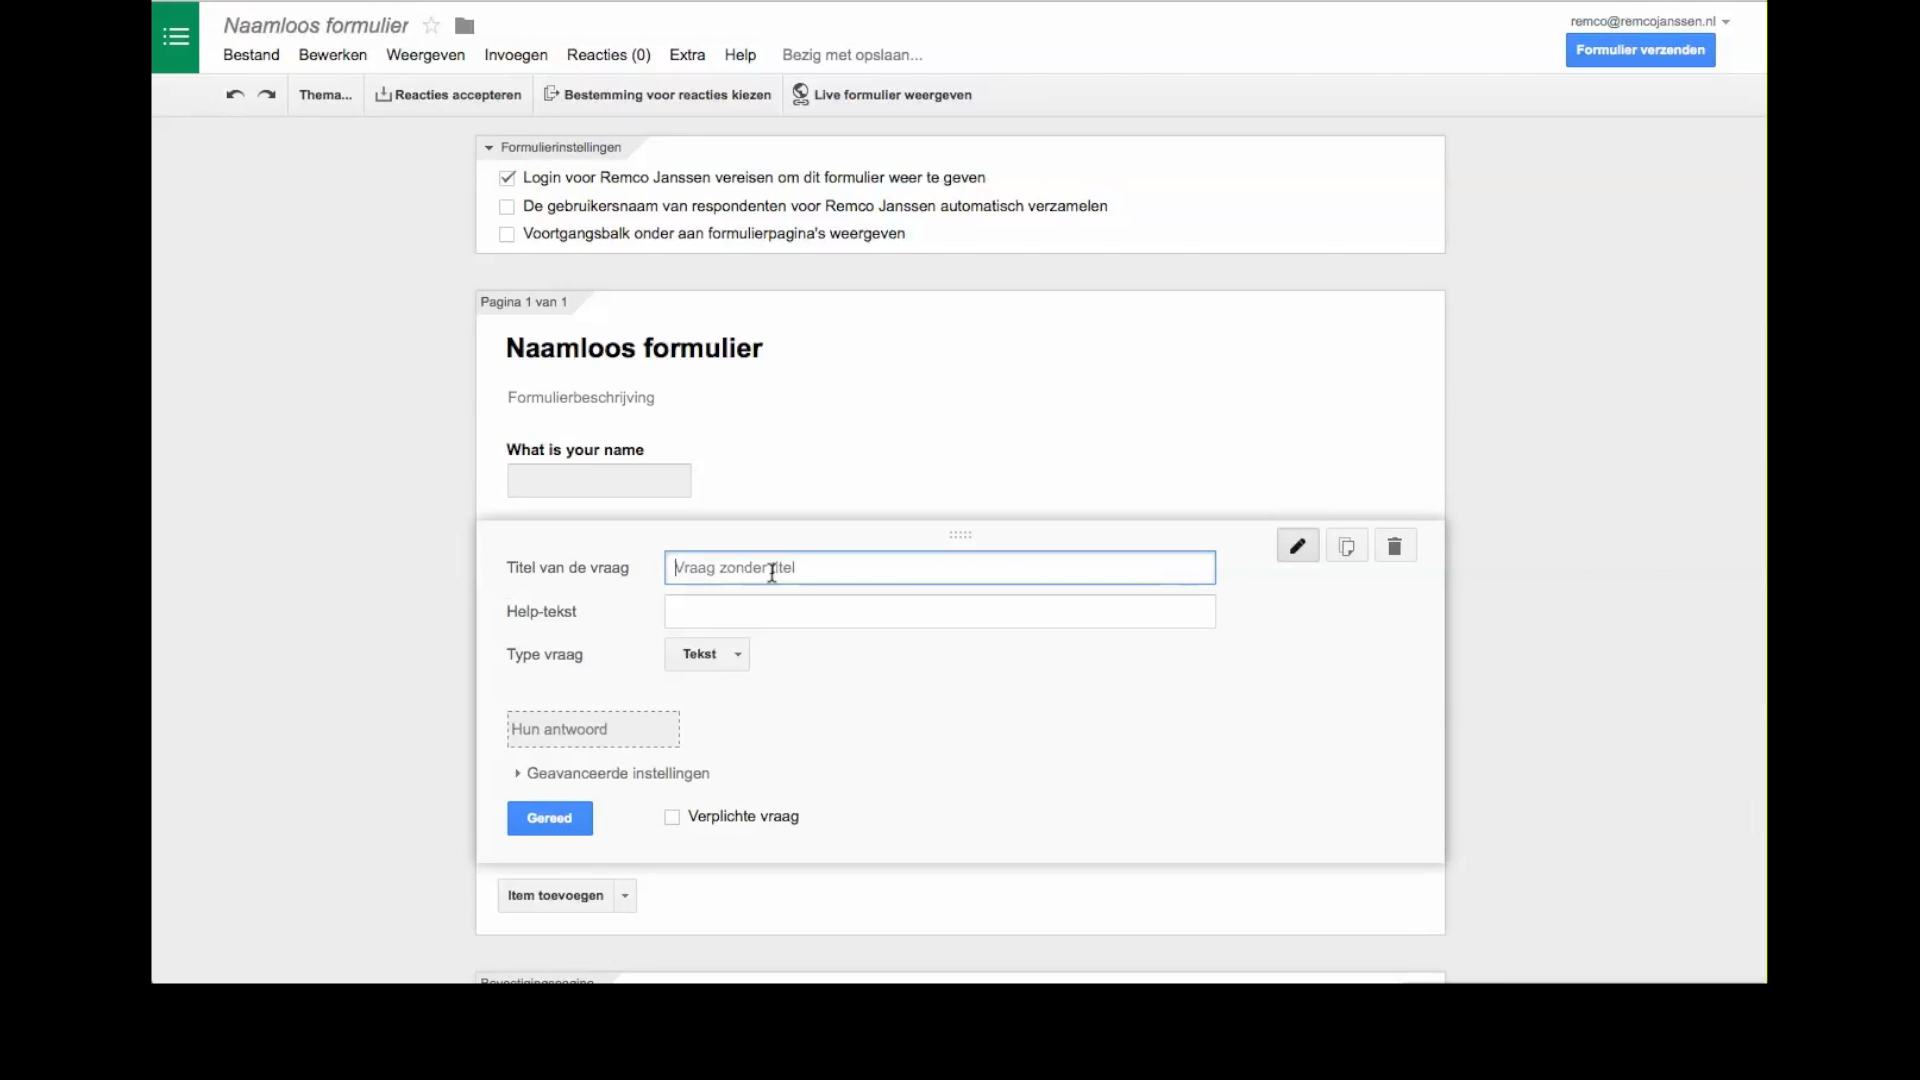 Naamloos formulier
remco@remcojanssen.nl
Bestand Bewerken Weergeven Invoegen Reacties (0) Extra Help Bezig met opslaan...
Formulier verzenden
Thema... Reacties accepteren Bestemming voor reacties kiezen Live formulier weergeven
Formulierinstellingen
Login voor Remco Janssen vereisen om dit formulier weer te geven
De gebruikersnaam van respondenten voor Remco Janssen automatisch verzamelen
Voortgangsbalk onder aan formulierpagina's weergeven
Pagina 1 van 1
Naamloos formulier
Formulierbeschrijving
What is your name
Titel van de vraag Vraag zonder titel
Help-tekst
Type vraag Tekst
Hun antwoord
Geavanceerde instellingen
Gereed Verplichte vraag
Item toevoegen
Bevestigingspagina